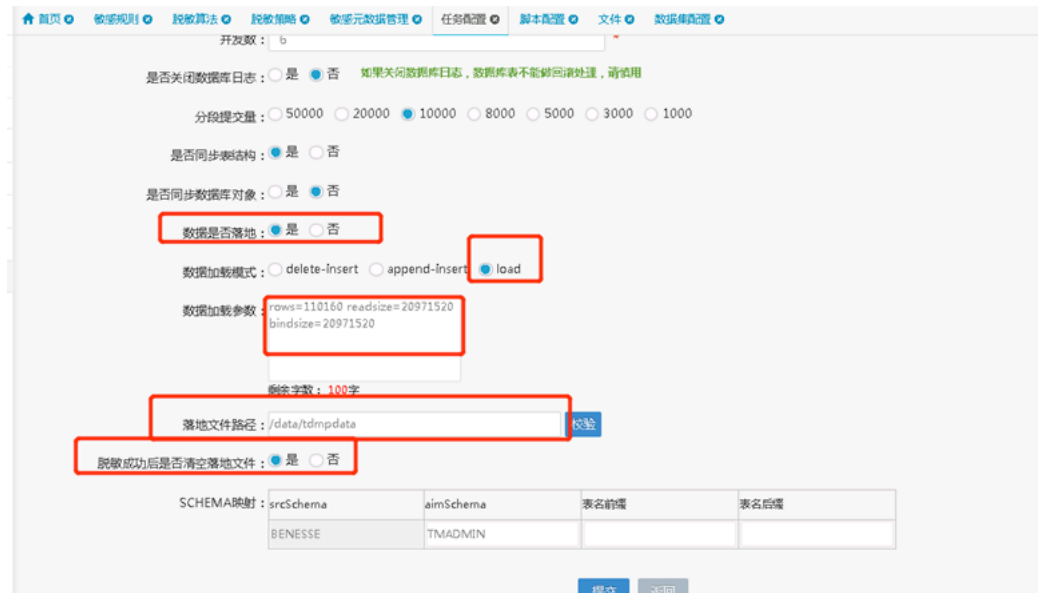 首页 敏感规则 脱敏算法 脱敏策略 敏感元数据管理 任务配置 脚本配置 文件 数据集配置
开发数： 6 *
是否关闭数据库日志： 是 否 如果关闭数据库日志，数据库表不能做回滚处理，请慎用
分段提交量： 50000 20000 10000 8000 5000 3000 1000
是否同步表结构： 是 否
是否同步数据库对象： 是 否
数据是否落地： 是 否
数据加载模式： delete-insert append-insert load
数据加载参数： rows=110160 readsize=20971520
bindsize=20971520
剩余字数： 100字
落地文件路径： /data/tdmpdata 校验
脱敏成功后是否清空落地文件： 是 否
SCHEMA映射： srcSchema aimSchema 表名前缀 表名后缀
BENESSE TMADMIN
提交 返回